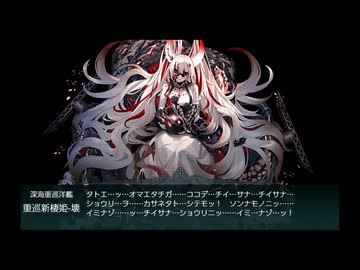 深海重巡洋艦
重巡新棲姫-壊
タトエ…ッ…オマエタチガ……ココデ…チイ…サナ…チイサナ…
ショウリ…ヲ……カサネタト…シテモッ！　ソンナモノニッ……
イミナゾ……ッ…チイサナ…ショウリニッ……イミ…ナゾ…ッ！